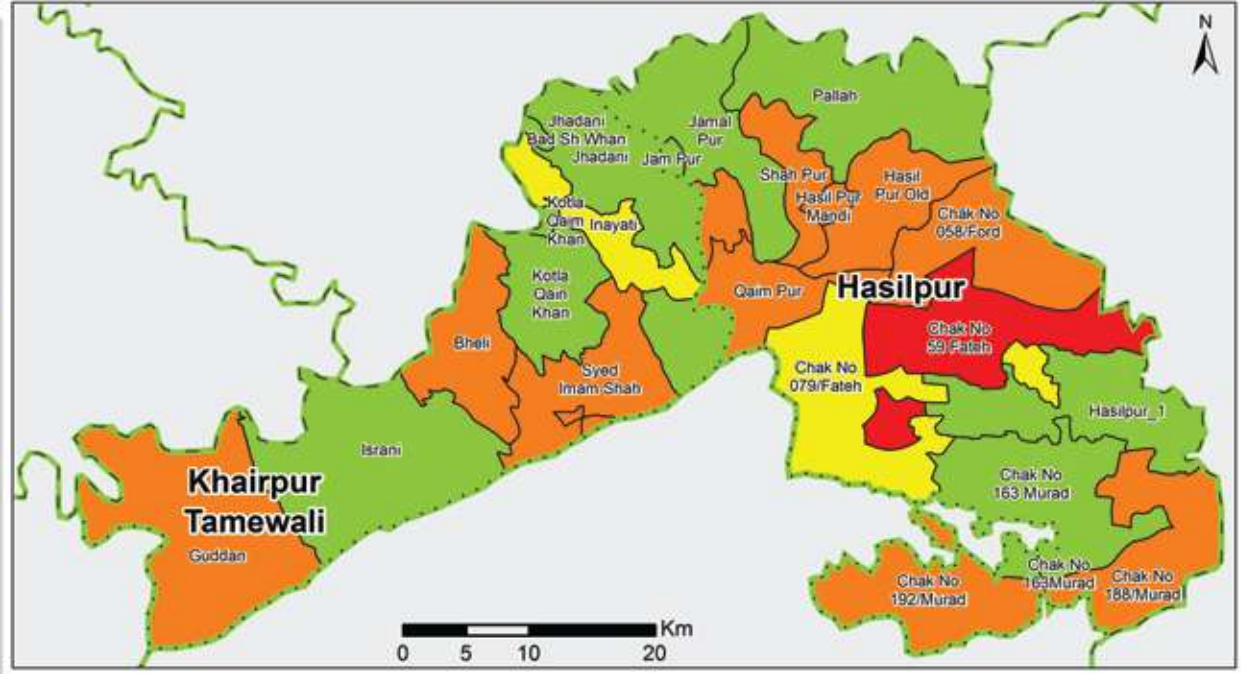 N
Pallah
Jhadani
Bad Sh Whan
Jhadani
Jamal
Pur
Jam Pur
Shah Pur
Hasil Pur
Mandi
Hasil
Pur Old
Chak No
058/Ford
Kotla
Qaim
Khan
Inayati
Kotla
Qain
Khan
Qaim Pur
Hasilpur
Bheli
Chak No
59 Fateh
Syed
Imam Shah
Chak No
079/Fateh
Hasilpur_1
Israni
Khairpur
Tamewali
Guddan
Chak No
163 Murad
Chak No
192/Murad
Chak No
163Murad
Chak No
188/Murad
Km
0 5 10 20